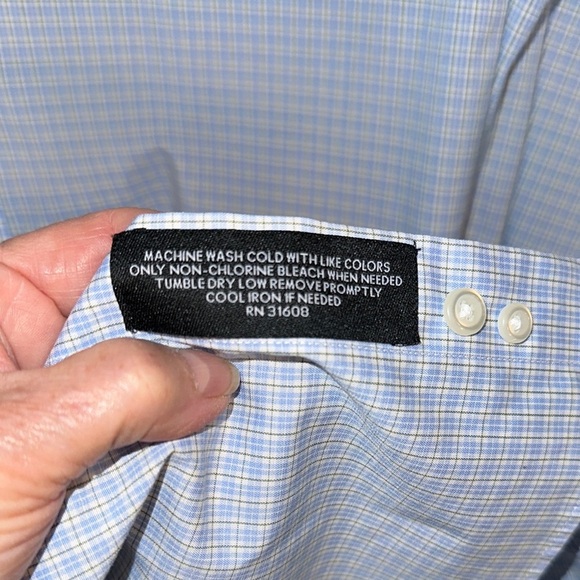 MACHINE WASH COLD WITH LIKE COLORS
ONLY NON-CHLORINE BLEACH WHEN NEEDED
TUMBLE DRY LOW REMOVE PROMPTLY
COOL IRON IF NEEDED
RN 31608